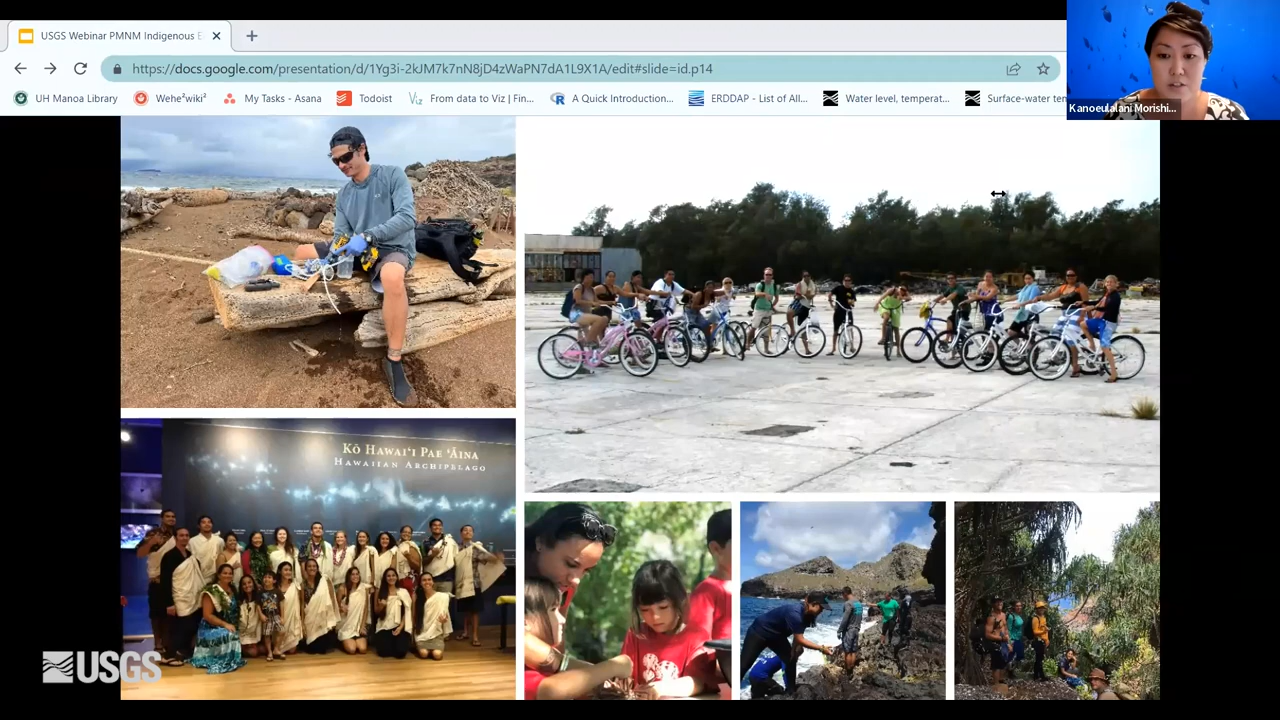 USGS Webinar PMNM Indigenous E
https://docs.google.com/presentation/d/1Yg3i-2kJM7k7nN8jD4zWaPN7dA1L9X1A/edit#slide=id.p14
UH Manoa Library
Wehe²wiki²
My Tasks - Asana
Todoist
From data to Viz | Fin...
A Quick Introduction...
ERDDAP - List of All...
Water level, temperat...
Surface-water ten
Kanoeulalani Morishi...
Kō Hawaiʻi Pae ʻĀina
Hawaiian Archipelago
USGS